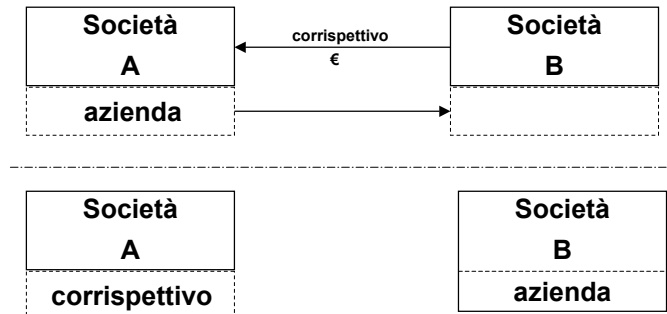 Società
A
corrispettivo
€
Società
B
azienda
Società
A
corrispettivo
Società
B
azienda